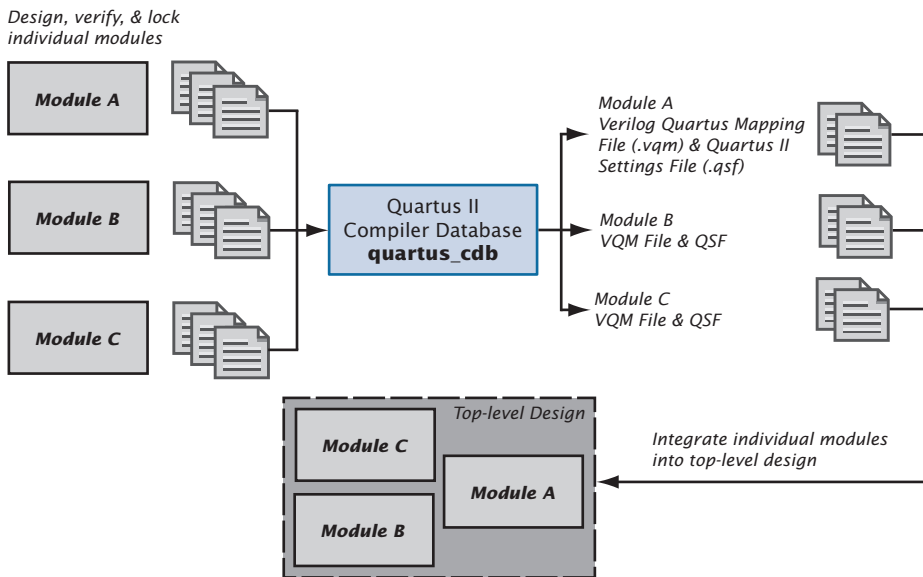 Design, verify, & lock
individual modules
Module A
Module B
Module C
Quartus II
Compiler Database
quartus_cdb
Module A
Verilog Quartus Mapping
File (.vqm) & Quartus II
Settings File (.qsf)
Module B
VQM File & QSF
Module C
VQM File & QSF
Top-level Design
Module C
Module A
Module B
Integrate individual modules
into top-level design